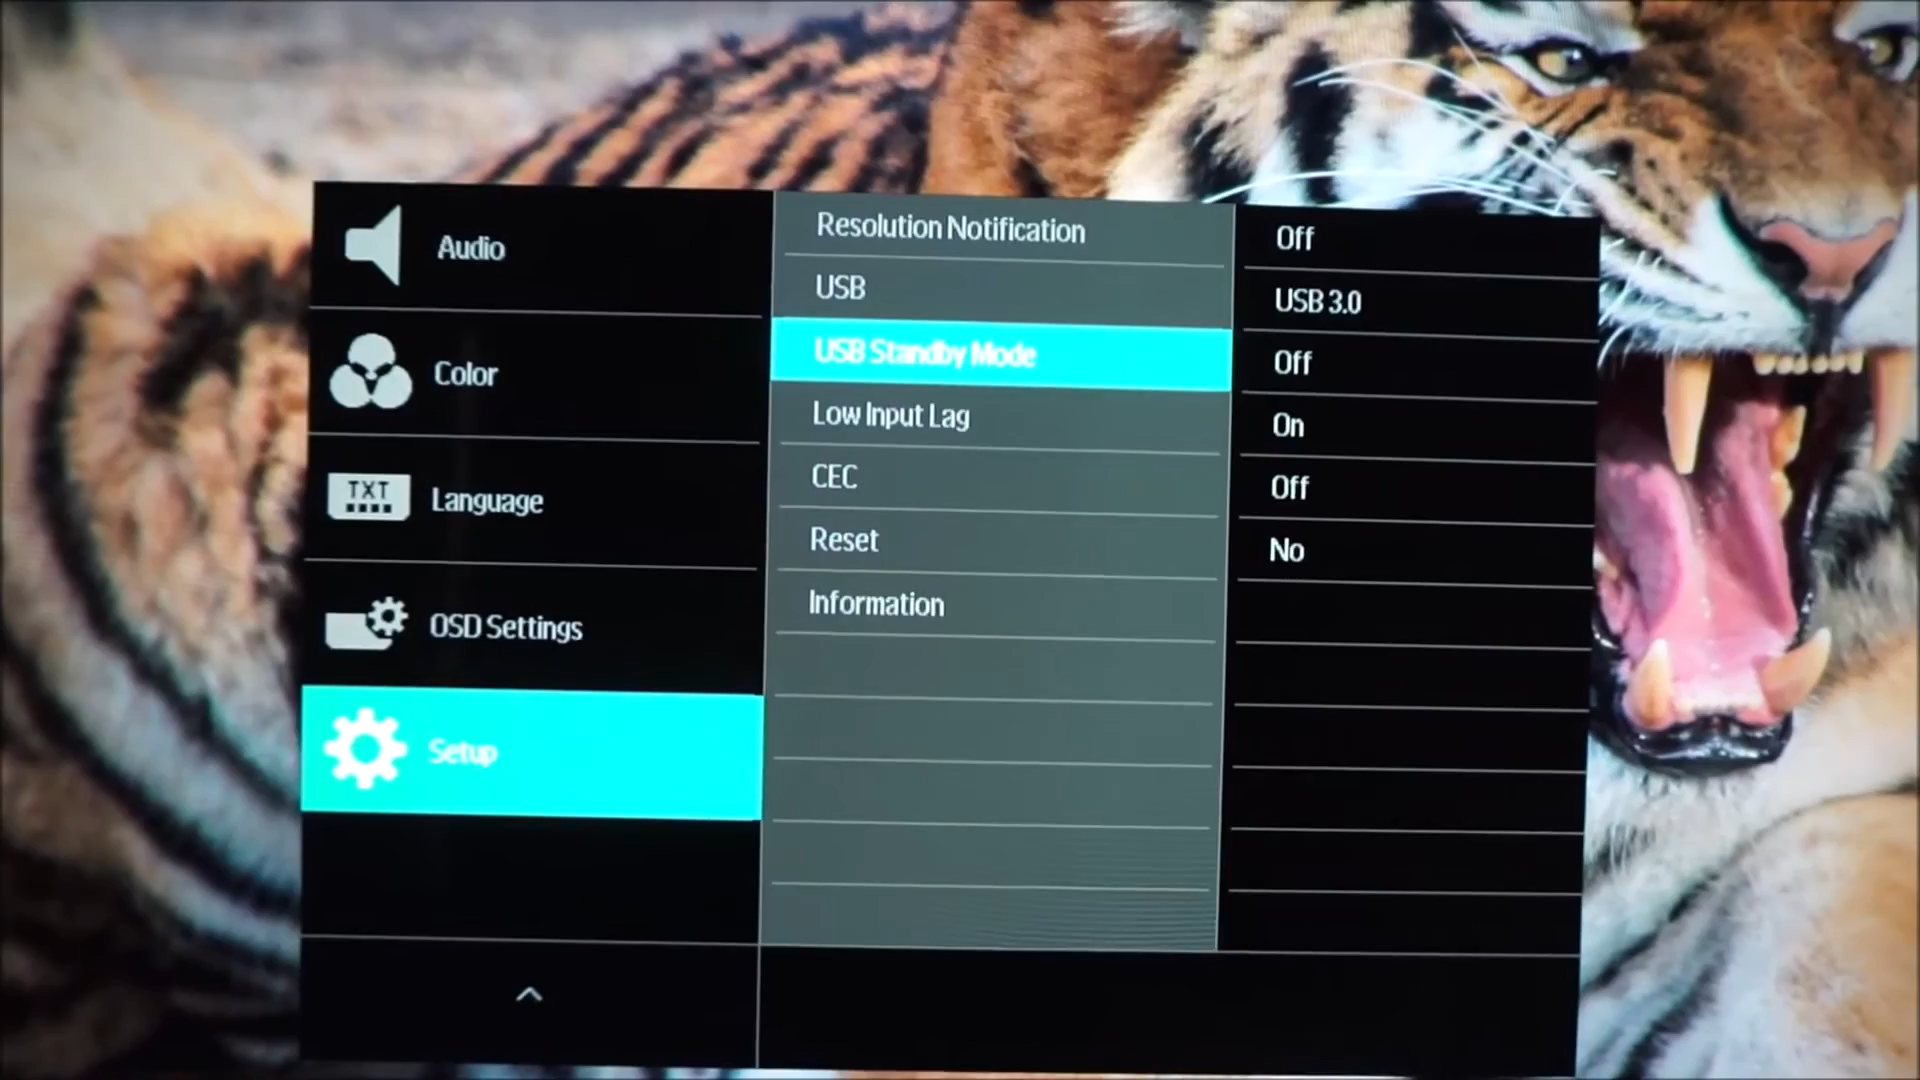 Audio
Color
TXT
Language
OSD Settings
Setup
Resolution Notification Off
USB USB 3.0
USB Standby Mode Off
Low Input Lag On
CEC Off
Reset No
Information